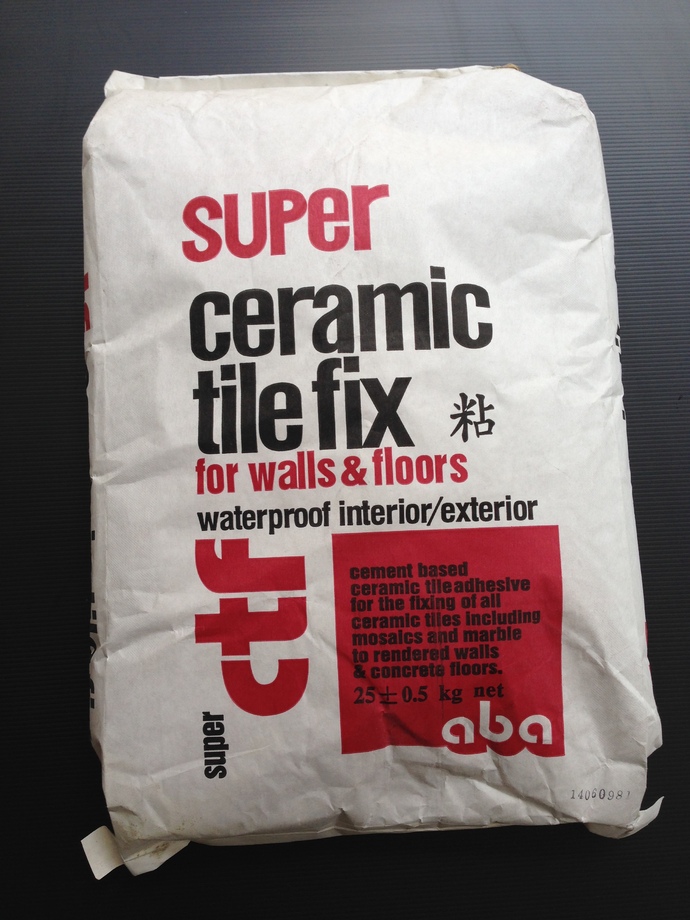 super
ceramic
tile fix
粘
for walls & floors
waterproof interior/exterior
super ctf
cement based
ceramic tile adhesive
for the fixing of all
ceramic tiles including
mosaics and marble
to rendered walls
& concrete floors.
25±0.5 kg net
aba